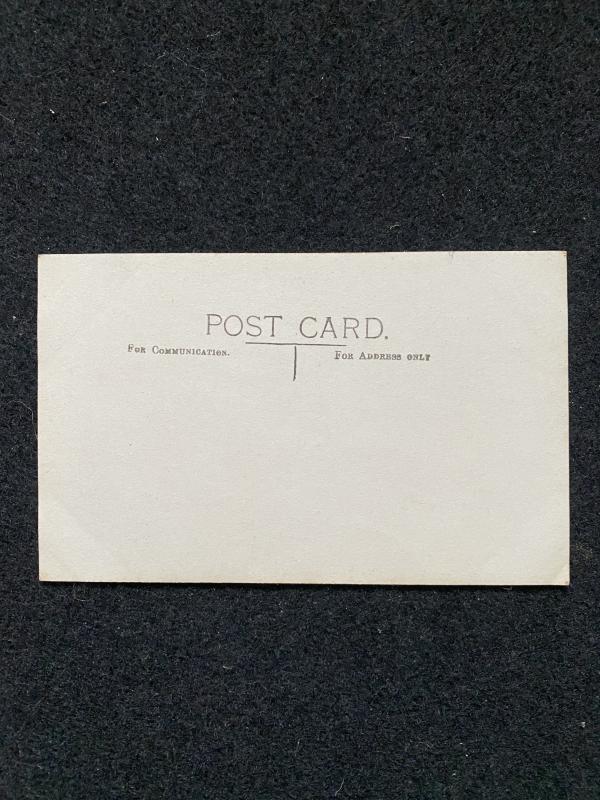 POST CARD.
FOR COMMUNICATION.
FOR ADDRESS ONLY